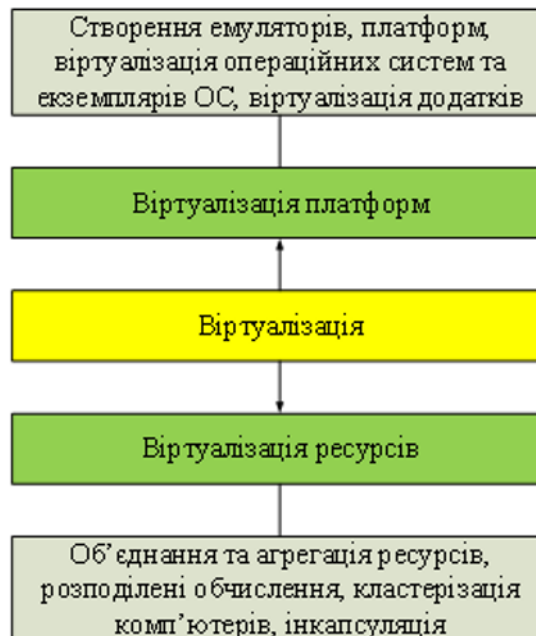 Створення емуляторів, платформ,
віртуалізація операційних систем та
екземплярів ОС, віртуалізація додатків
Віртуалізація платформ
Віртуалізація
Віртуалізація ресурсів
Об’єднання та агрегація ресурсів,
розподілені обчислення, кластерізація
комп’ютерів, інкапсуляція